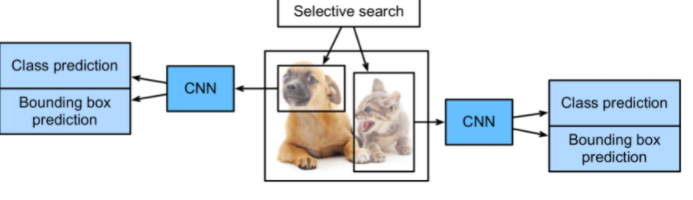 Selective search
Class prediction
Bounding box
prediction
CNN
CNN
Class prediction
Bounding box
prediction